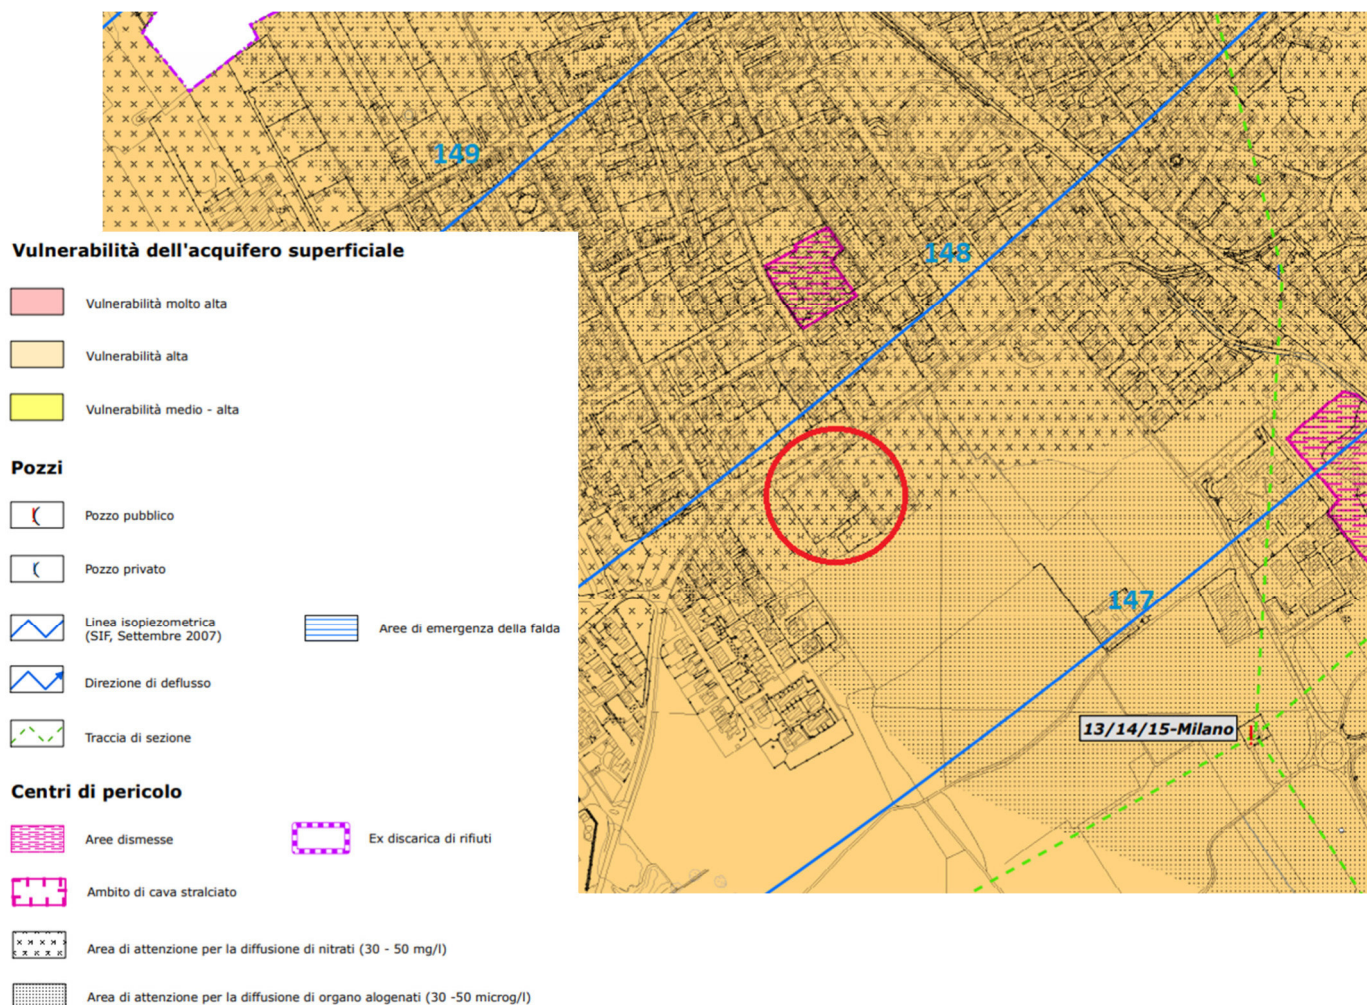 149
148
Vulnerabilità dell'acquifero superficiale
Vulnerabilità molto alta
Vulnerabilità alta
Vulnerabilità medio - alta
Pozzi
Pozzo pubblico
Pozzo privato
Linea isopiezometrica
(SIF, Settembre 2007)
Aree di emergenza della falda
Direzione di deflusso
Traccia di sezione
147
13/14/15-Milano
Centri di pericolo
Aree dismesse
Ex discarica di rifiuti
Ambito di cava stralciato
Area di attenzione per la diffusione di nitrati (30 - 50 mg/l)
Area di attenzione per la diffusione di organo alogenati (30 -50 microg/l)